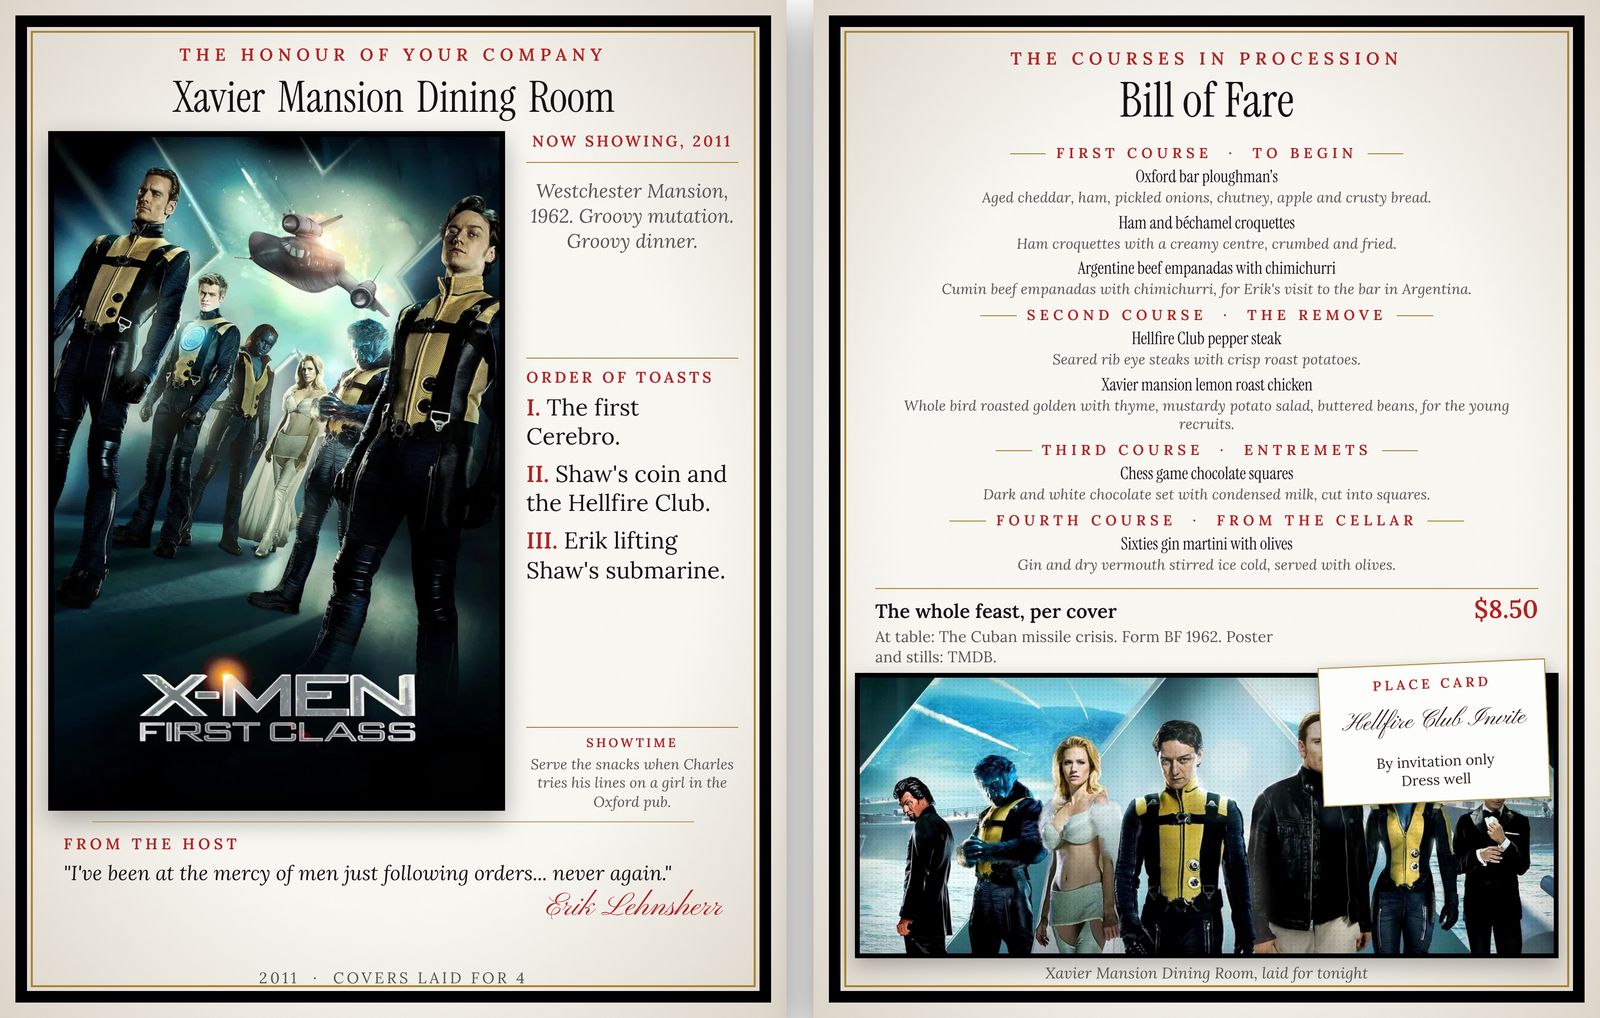 THE HONOUR OF YOUR COMPANY
Xavier Mansion Dining Room
NOW SHOWING, 2011
Westchester Mansion,
1962. Groovy mutation.
Groovy dinner.
ORDER OF TOASTS
I. The first
Cerebro.
II. Shaw's coin and
the Hellfire Club.
III. Erik lifting
Shaw's submarine.
X-MEN
FIRST CLASS
SHOWTIME
Serve the snacks when Charles
tries his lines on a girl in the
Oxford pub.
FROM THE HOST
"I've been at the mercy of men just following orders... never again."
Erik Lehnsherr
2011 · COVERS LAID FOR 4
THE COURSES IN PROCESSION
Bill of Fare
FIRST COURSE · TO BEGIN
Oxford bar ploughman's
Aged cheddar, ham, pickled onions, chutney, apple and crusty bread.
Ham and béchamel croquettes
Ham croquettes with a creamy centre, crumbed and fried.
Argentine beef empanadas with chimichurri
Cumin beef empanadas with chimichurri, for Erik's visit to the bar in Argentina.
SECOND COURSE · THE REMOVE
Hellfire Club pepper steak
Seared rib eye steaks with crisp roast potatoes.
Xavier mansion lemon roast chicken
Whole bird roasted golden with thyme, mustardy potato salad, buttered beans, for the young
recruits.
THIRD COURSE · ENTREMETS
Chess game chocolate squares
Dark and white chocolate set with condensed milk, cut into squares.
FOURTH COURSE · FROM THE CELLAR
Sixties gin martini with olives
Gin and dry vermouth stirred ice cold, served with olives.
The whole feast, per cover $8.50
At table: The Cuban missile crisis. Form BF 1962. Poster
and stills: TMDB.
PLACE CARD
Hellfire Club Invite
By invitation only
Dress well
Xavier Mansion Dining Room, laid for tonight